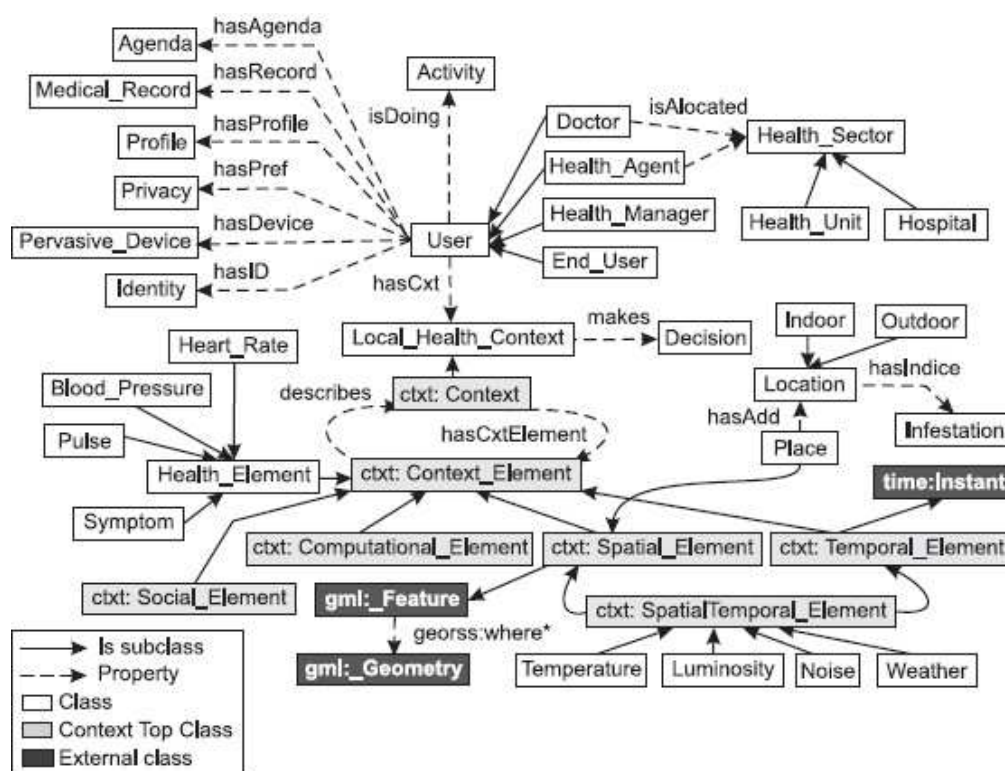 Agenda
hasAgenda
Medical_Record
hasRecord
Activity
Profile
hasProfile
isDoing
Doctor
isAlocated
Health_Sector
Privacy
hasPref
Health_Agent
Pervasive_Device
hasDevice
User
Health_Manager
Health_Unit
Hospital
Identity
hasID
hasCxt
End_User
Heart_Rate
Local_Health_Context
makes
Decision
Indoor
Outdoor
Blood_Pressure
describes
ctxt: Context
Location
hasIndice
Pulse
hasCxtElement
hasAdd
Infestation
Health_Element
ctxt: Context_Element
Place
time:Instant
Symptom
ctxt: Computational_Element
ctxt: Spatial_Element
ctxt: Temporal_Element
ctxt: Social_Element
gml:_Feature
ctxt: SpatialTemporal_Element
georss:where*
gml:_Geometry
Temperature
Luminosity
Noise
Weather
Is subclass
Property
Class
Context Top Class
External class